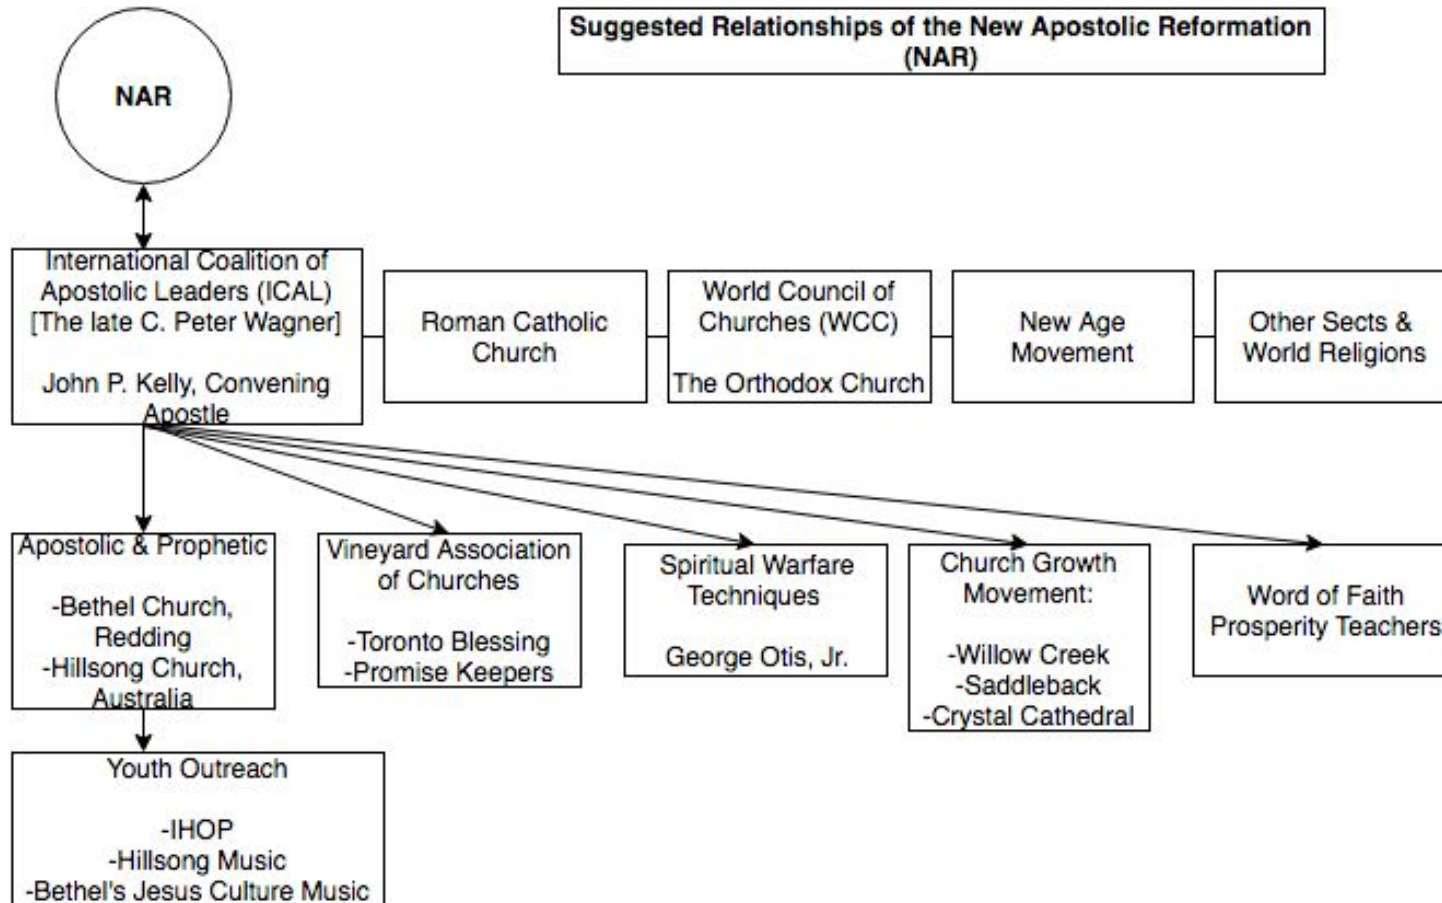 Suggested Relationships of the New Apostolic Reformation
(NAR)
NAR
International Coalition of
Apostolic Leaders (ICAL)
[The late C. Peter Wagner]
John P. Kelly, Convening
Apostle
Roman Catholic
Church
World Council of
Churches (WCC)
The Orthodox Church
New Age
Movement
Other Sects &
World Religions
Apostolic & Prophetic
-Bethel Church,
Redding
-Hillsong Church,
Australia
Vineyard Association
of Churches
-Toronto Blessing
-Promise Keepers
Spiritual Warfare
Techniques
George Otis, Jr.
Church Growth
Movement:
-Willow Creek
-Saddleback
-Crystal Cathedral
Word of Faith
Prosperity Teachers
Youth Outreach
-IHOP
-Hillsong Music
-Bethel's Jesus Culture Music